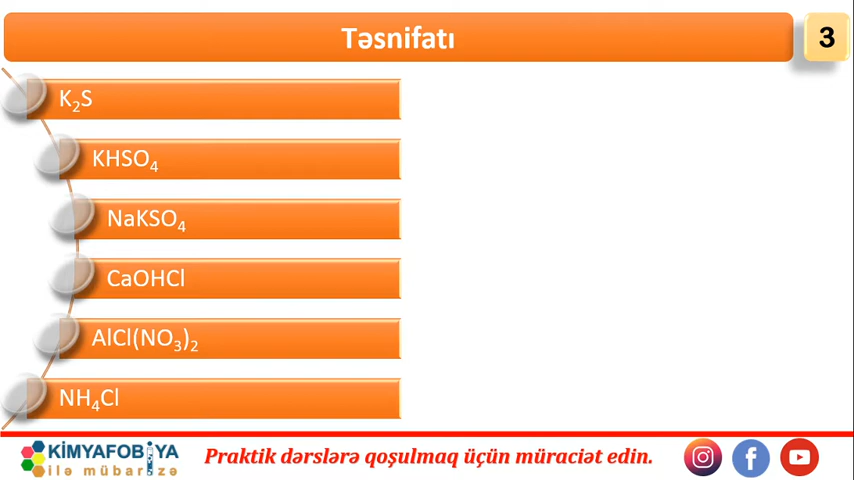 Təsnifatı
3
K₂S
KHSO₄
NaKSO₄
CaOHCl
AlCl(NO₃)₂
NH₄Cl
KİMYAFOBİYA
ilə mübarizə
Praktik dərslərə qoşulmaq üçün müraciət edin.